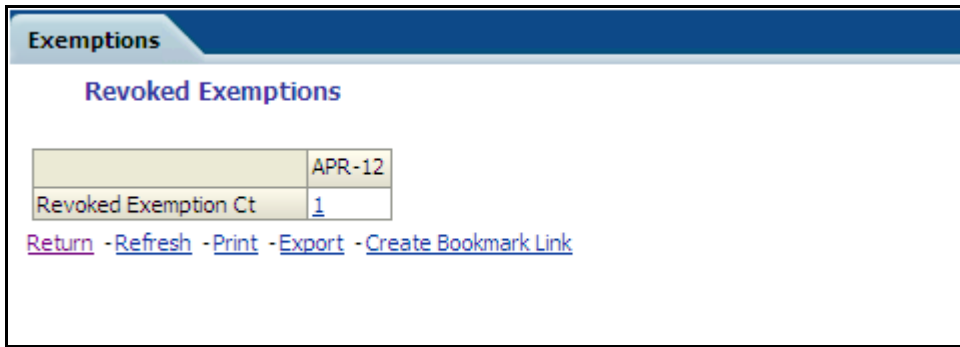 Exemptions
Revoked Exemptions
APR-12
Revoked Exemption Ct 1
Return - Refresh - Print - Export - Create Bookmark Link